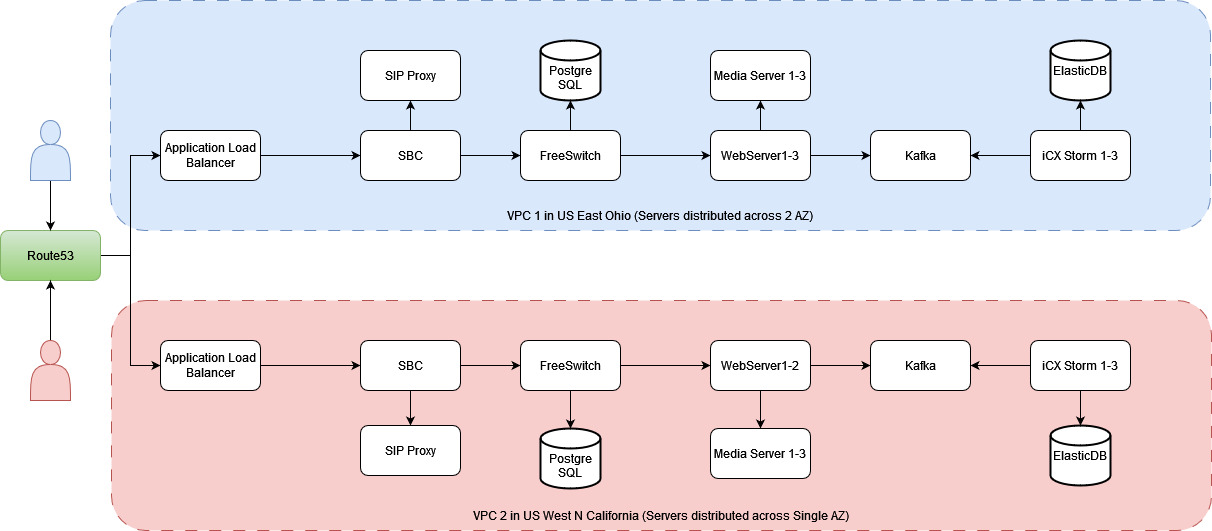 SIP Proxy
Postgre
SQL
Media Server 1-3
ElasticDB
Application Load
Balancer
SBC
FreeSwitch
WebServer1-3
Kafka
iCX Storm 1-3
VPC 1 in US East Ohio (Servers distributed across 2 AZ)
Route53
Application Load
Balancer
SBC
FreeSwitch
WebServer1-2
Kafka
iCX Storm 1-3
SIP Proxy
Postgre
SQL
Media Server 1-3
ElasticDB
VPC 2 in US West N California (Servers distributed across Single AZ)